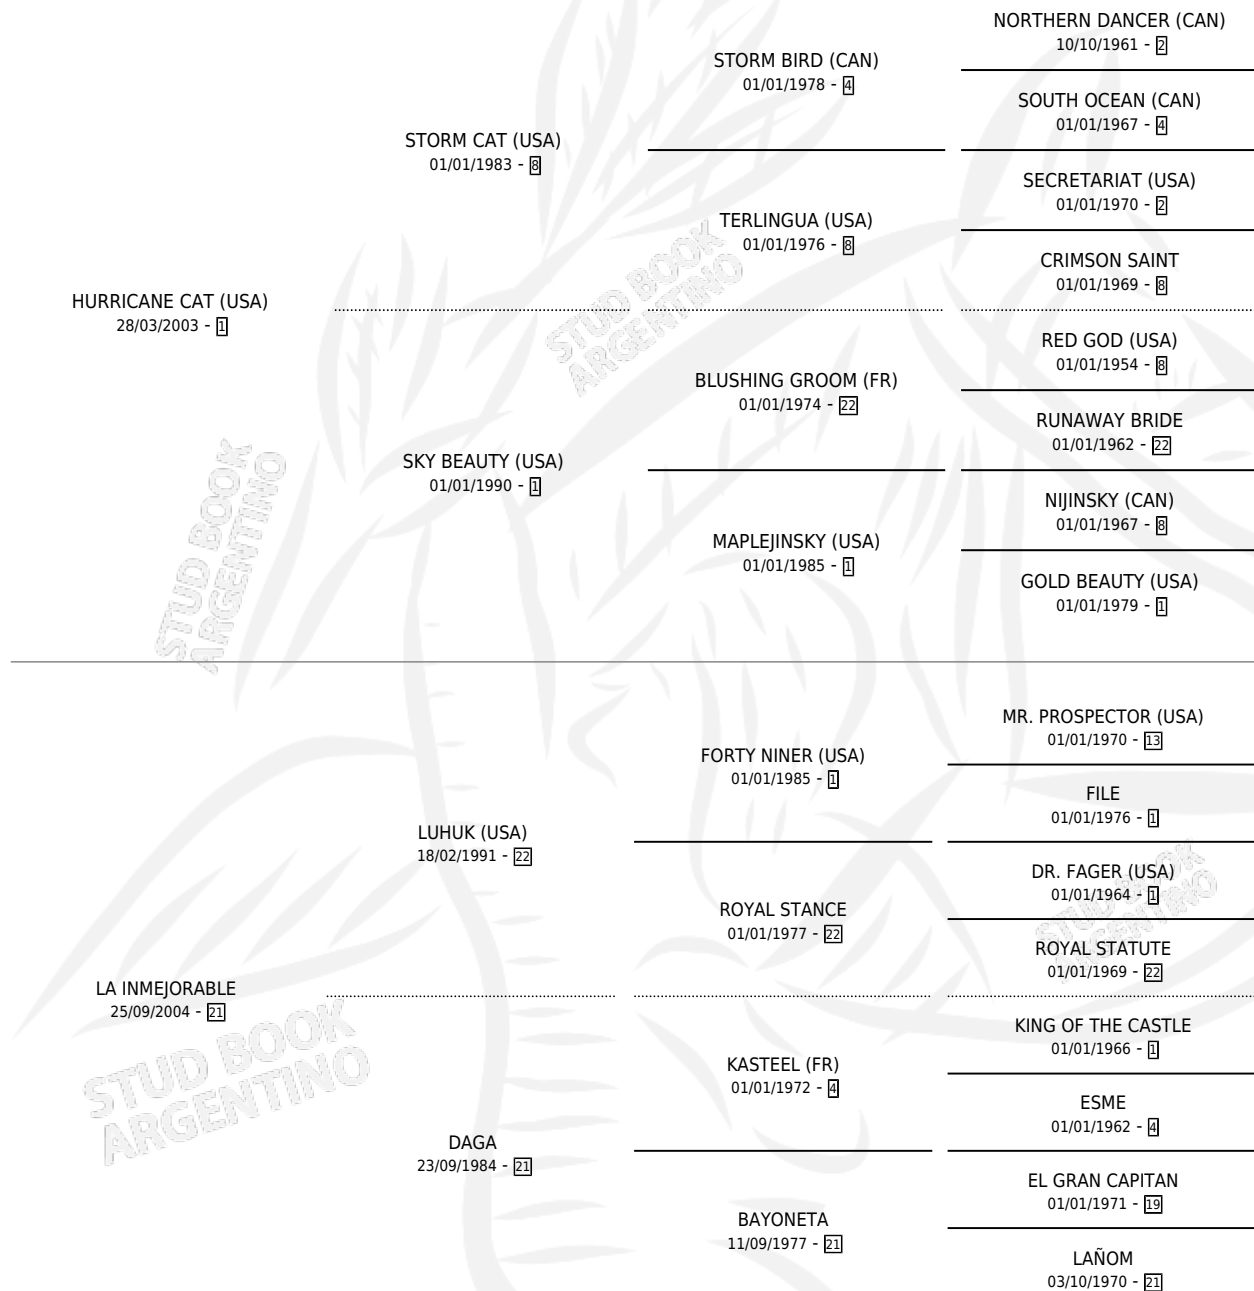 NORTHERN DANCER (CAN)
10/10/1961 - 2
STORM BIRD (CAN)
01/01/1978 - 4
SOUTH OCEAN (CAN)
01/01/1967 - 4
STORM CAT (USA)
01/01/1983 - 8
SECRETARIAT (USA)
01/01/1970 - 2
TERLINGUA (USA)
01/01/1976 - 8
CRIMSON SAINT
01/01/1969 - 8
HURRICANE CAT (USA)
28/03/2003 - 1
STUD BOOK
ARGENTINO
RED GOD (USA)
01/01/1954 - 8
BLUSHING GROOM (FR)
01/01/1974 - 22
RUNAWAY BRIDE
01/01/1962 - 22
SKY BEAUTY (USA)
01/01/1990 - 1
NIJINSKY (CAN)
01/01/1967 - 8
MAPLEJINSKY (USA)
01/01/1985 - 1
GOLD BEAUTY (USA)
01/01/1979 - 1
STUD BOOK
ARGENTINO
MR. PROSPECTOR (USA)
01/01/1970 - 13
FORTY NINER (USA)
01/01/1985 - 1
FILE
01/01/1976 - 1
LUHUK (USA)
18/02/1991 - 22
DR. FAGER (USA)
01/01/1964 - 1
STUD BOOK
ARGENTINO
ROYAL STANCE
01/01/1977 - 22
ROYAL STATUTE
01/01/1969 - 22
LA INMEJORABLE
25/09/2004 - 21
STUD BOOK
ARGENTINO
KING OF THE CASTLE
01/01/1966 - 1
KASTEEL (FR)
01/01/1972 - 4
ESME
01/01/1962 - 4
DAGA
23/09/1984 - 21
EL GRAN CAPITAN
01/01/1971 - 19
BAYONETA
11/09/1977 - 21
LAÑOM
03/10/1970 - 21